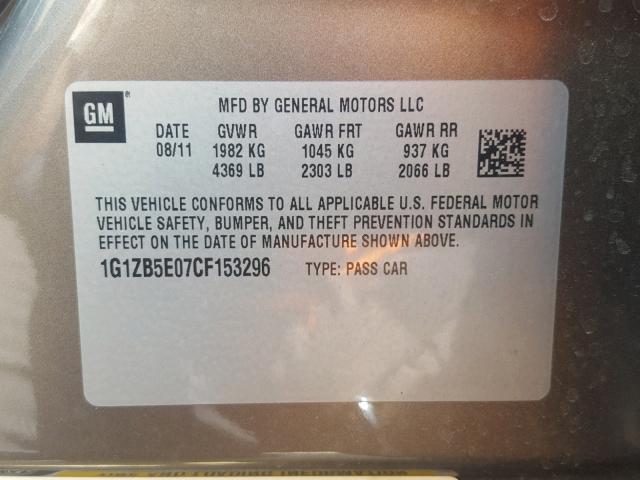 GM
MFD BY GENERAL MOTORS LLC
DATE GVWR GAWR FRT GAWR RR
08/11 1982 KG 1045 KG 937 KG
4369 LB 2303 LB 2066 LB
THIS VEHICLE CONFORMS TO ALL APPLICABLE U.S. FEDERAL MOTOR
VEHICLE SAFETY, BUMPER, AND THEFT PREVENTION STANDARDS IN
EFFECT ON THE DATE OF MANUFACTURE SHOWN ABOVE.
1G1ZB5E07CF153296 TYPE: PASS CAR